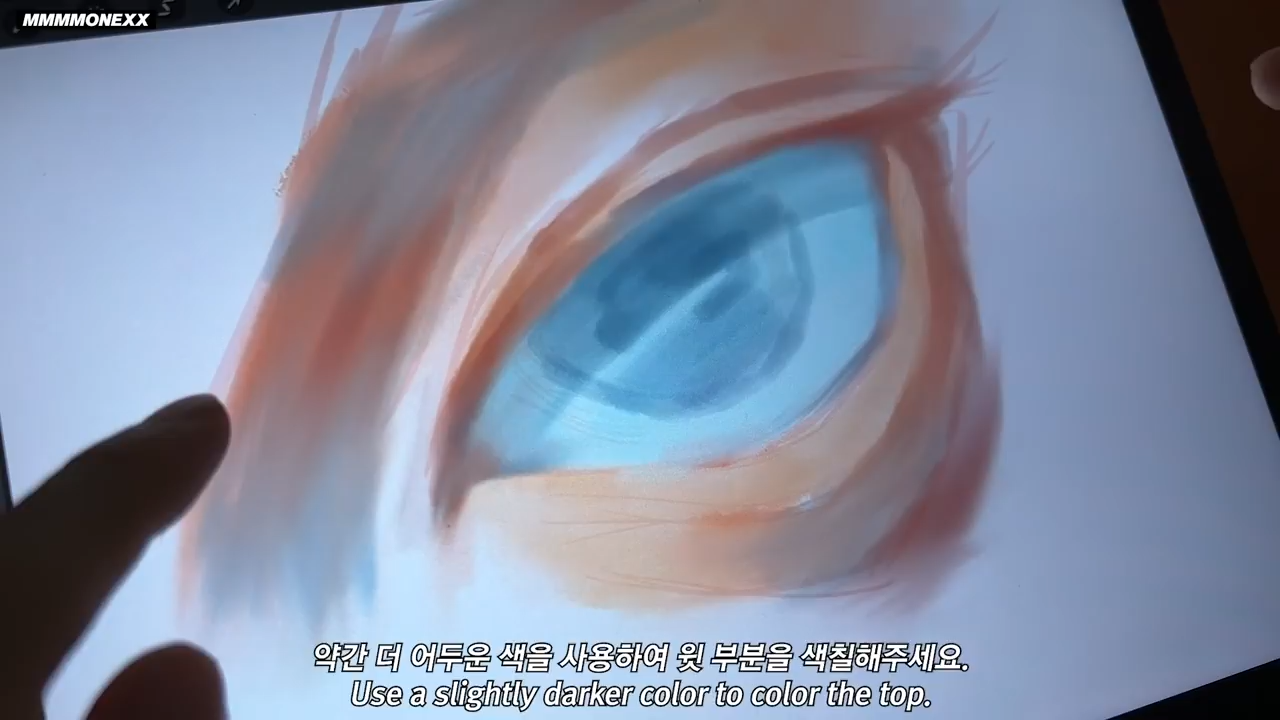 MMMMONEXX
약간 더 어두운 색을 사용하여 윗 부분을 색칠해주세요.
Use a slightly darker color to color the top.